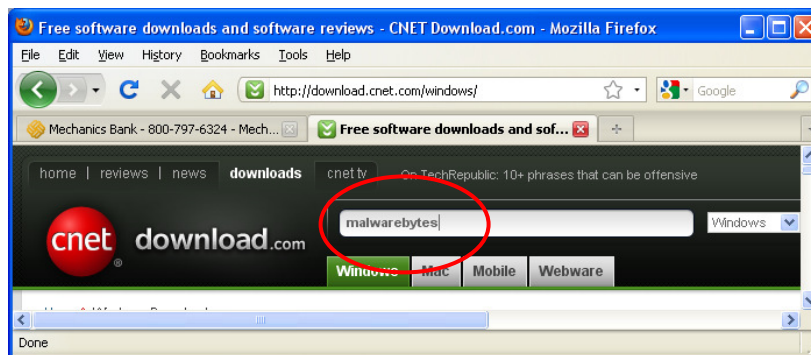 Free software downloads and software reviews - CNET Download.com - Mozilla Firefox
File Edit View History Bookmarks Tools Help
http://download.cnet.com/windows/ Google
Mechanics Bank - 800-797-6324 - Mech... Free software downloads and sof...
home | reviews | news downloads cnet tv On TechRepublic: 10+ phrases that can be offensive
malwarebytes Windows
cnet download.com
Windows Mac Mobile Webware
Done